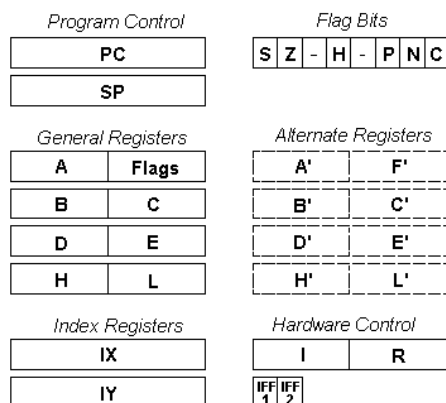 Program Control
PC
SP
Flag Bits
S Z - H - P N C
General Registers
A Flags
B C
D E
H L
Alternate Registers
A' F'
B' C'
D' E'
H' L'
Index Registers
IX
IY
Hardware Control
I R
IFF IFF
1 2